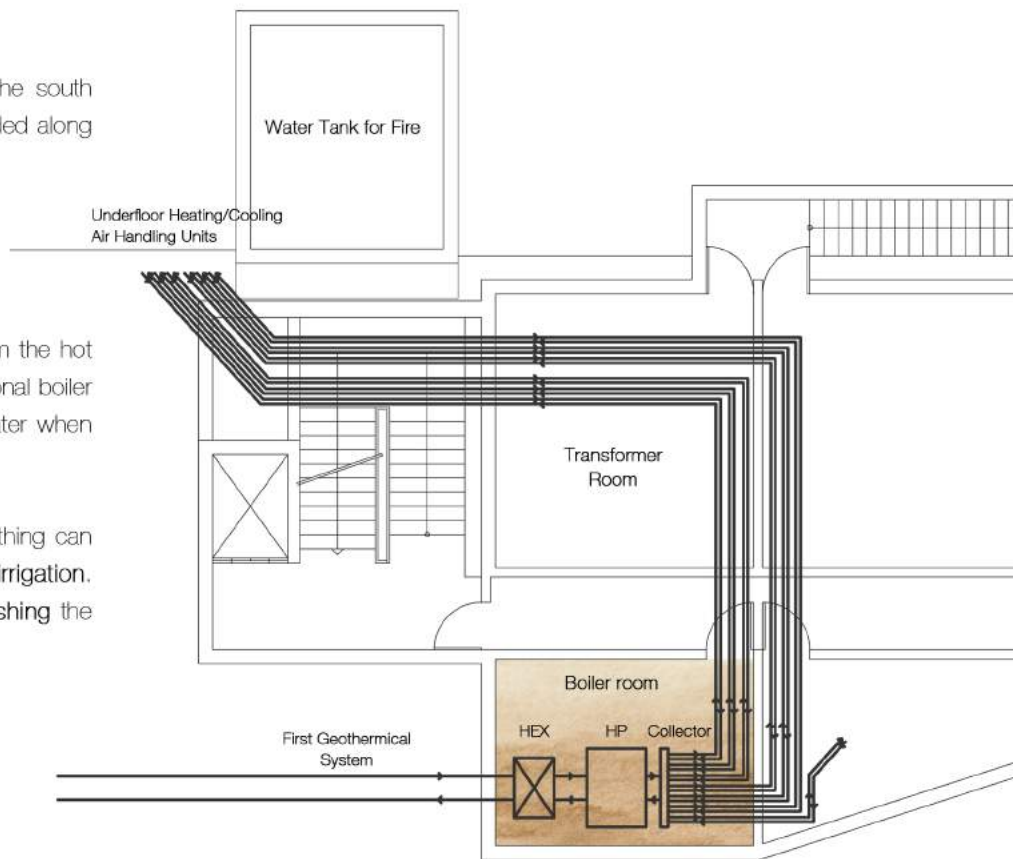 he south
led along
m the hot
onal boiler
ater when
thing can
irrigation.
shing the
Water Tank for Fire
Underfloor Heating/Cooling
Air Handling Units
Transformer
Room
Boiler room
HEX
HP
Collector
First Geothermical
System